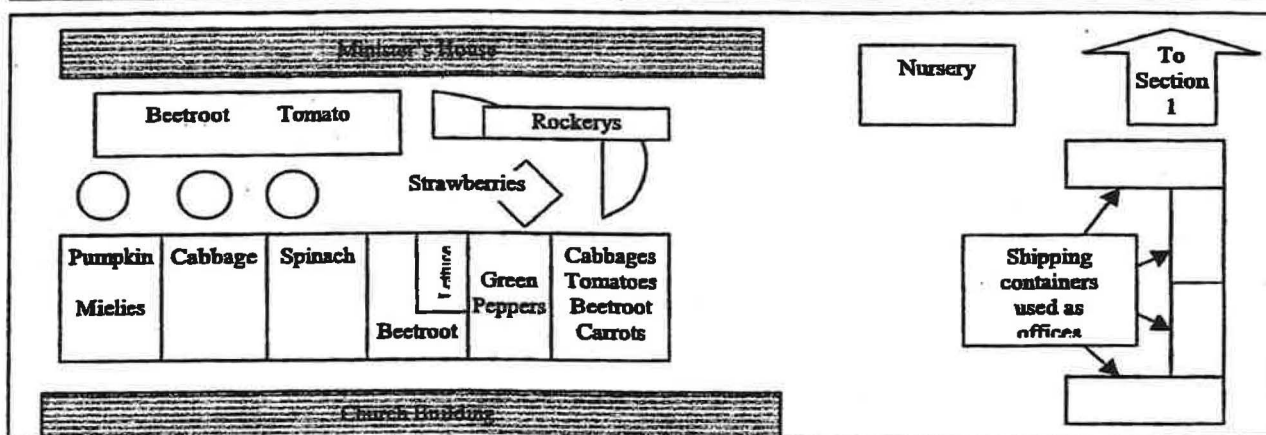 Minister's House
Nursery
To
Section
1
Beetroot Tomato
Rockerys
Strawberries
Pumpkin
Mielies
Cabbage
Spinach
Lettuce
Beetroot
Green
Peppers
Cabbages
Tomatoes
Beetroot
Carrots
Shipping
containers
used as
offices
Church Building